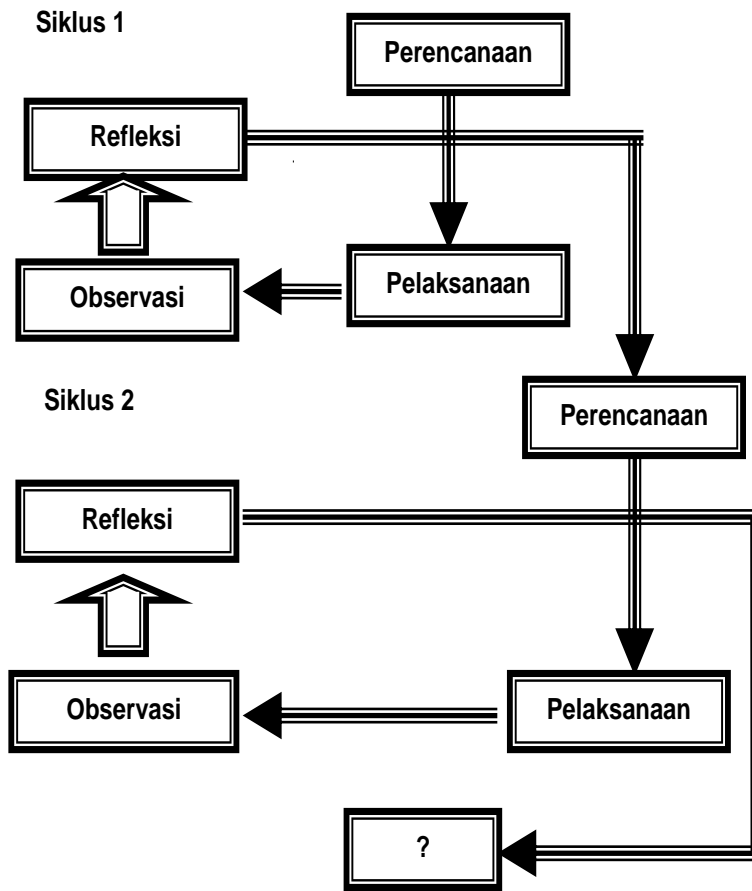 Siklus 1
Perencanaan
Refleksi
Pelaksanaan
Observasi
Siklus 2
Perencanaan
Refleksi
Observasi
Pelaksanaan
?